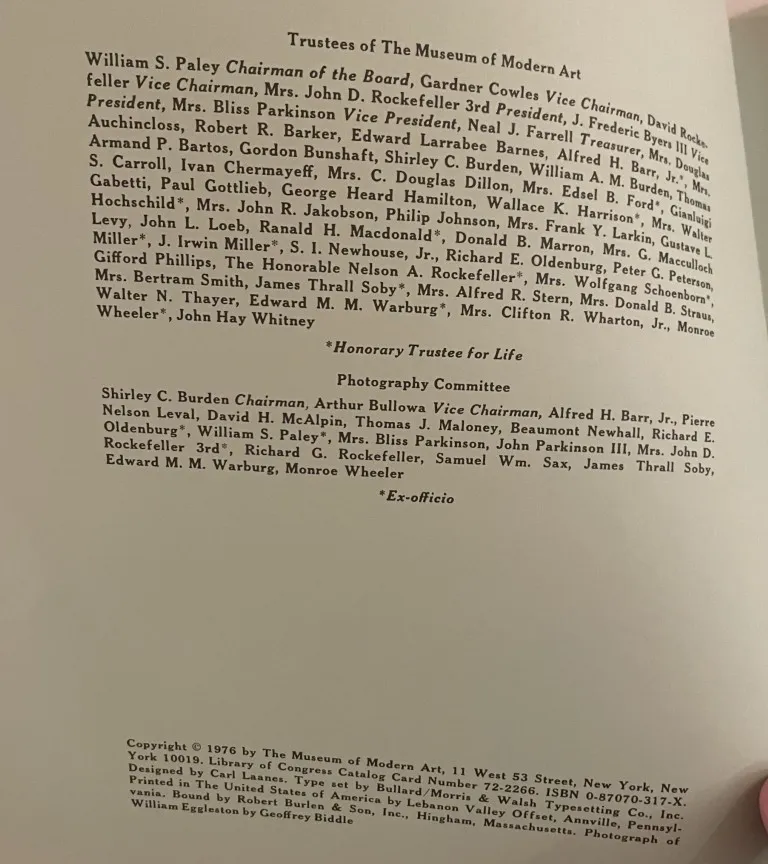 Trustees of The Museum of Modern Art
William S. Paley Chairman of the Board, Gardner Cowles Vice Chairman, David Rocke-
feller Vice Chairman, Mrs. John D. Rockefeller 3rd President, J. Frederic Byers III Vice
President, Mrs. Bliss Parkinson Vice President, Neal J. Farrell Treasurer, Mrs. Douglas
Auchincloss, Robert R. Barker, Edward Larrabee Barnes, Alfred H. Barr, Jr.*, Mrs.
Armand P. Bartos, Gordon Bunshaft, Shirley C. Burden, William A. M. Burden, Thomas
S. Carroll, Ivan Chermayeff, Mrs. C. Douglas Dillon, Mrs. Edsel B. Ford*, Gianluigi
Gabetti, Paul Gottlieb, George Heard Hamilton, Wallace K. Harrison*, Mrs. Walter
Hochschild*, Mrs. John R. Jakobson, Philip Johnson, Mrs. Frank Y. Larkin, Gustave L.
Levy, John L. Loeb, Ranald H. Macdonald*, Donald B. Marron, Mrs. G. Macculloch
Miller*, J. Irwin Miller*, S. I. Newhouse, Jr., Richard E. Oldenburg, Peter G. Peterson,
Gifford Phillips, The Honorable Nelson A. Rockefeller*, Mrs. Wolfgang Schoenborn*,
Mrs. Bertram Smith, James Thrall Soby*, Mrs. Alfred R. Stern, Mrs. Donald B. Straus,
Walter N. Thayer, Edward M. M. Warburg*, Mrs. Clifton R. Wharton, Jr., Monroe
Wheeler*, John Hay Whitney
*Honorary Trustee for Life
Photography Committee
Shirley C. Burden Chairman, Arthur Bullowa Vice Chairman, Alfred H. Barr, Jr., Pierre
Nelson Leval, David H. McAlpin, Thomas J. Maloney, Beaumont Newhall, Richard E.
Oldenburg*, William S. Paley*, Mrs. Bliss Parkinson, John Parkinson III, Mrs. John D.
Rockefeller 3rd*, Richard G. Rockefeller, Samuel Wm. Sax, James Thrall Soby,
Edward M. M. Warburg, Monroe Wheeler
*Ex-officio
Copyright © 1976 by The Museum of Modern Art, 11 West 53 Street, New York, New
York 10019. Library of Congress Catalog Card Number 72-2266. ISBN 0-87070-317-X.
Designed by Carl Laanes. Type set by Bullard/Morris & Walsh Typesetting Co., Inc.
Printed in The United States of America by Lebanon Valley Offset, Annville, Pennsyl-
vania. Bound by Robert Burlen & Son, Inc., Hingham, Massachusetts. Photograph of
William Eggleston by Geoffrey Biddle